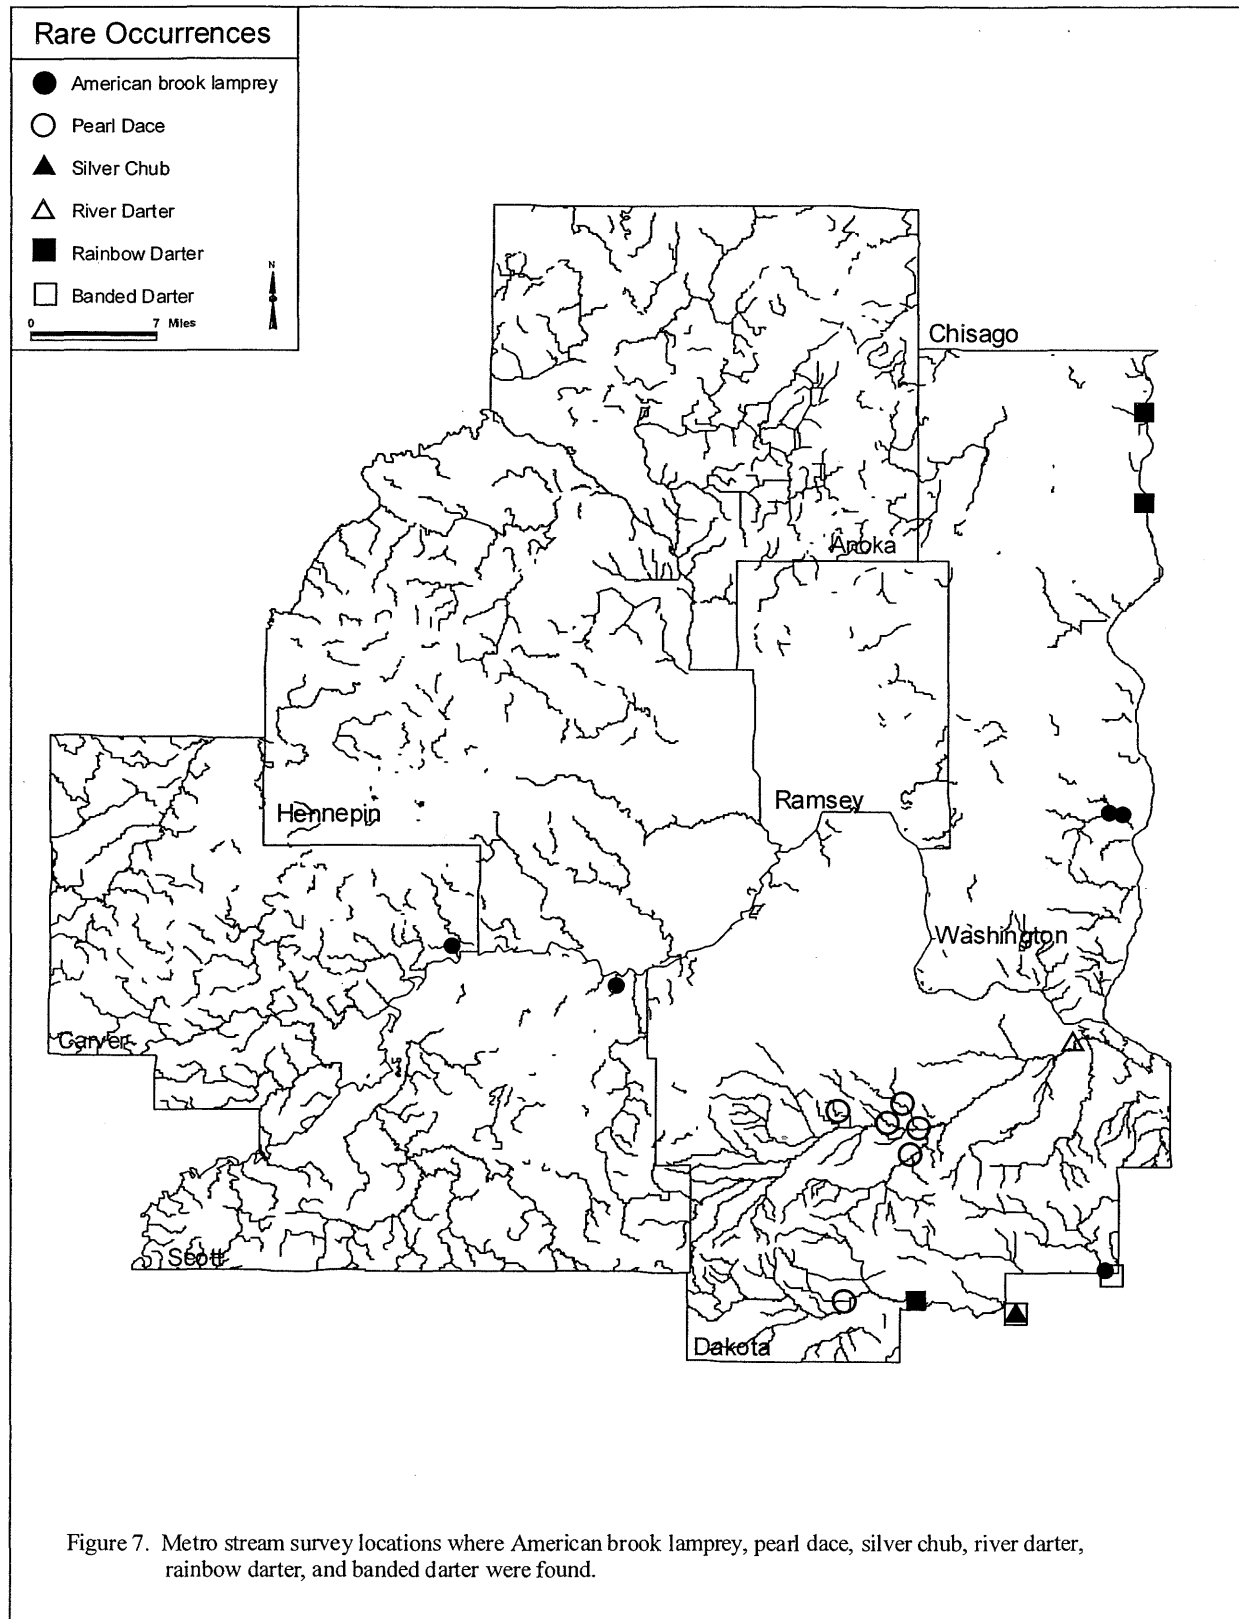 Rare Occurrences
American brook lamprey
Pearl Dace
Silver Chub
River Darter
Rainbow Darter
Banded Darter
N
0 7 Miles
Chisago
Anoka
Hennepin
Ramsey
Washington
Carver
Scott
Dakota
Figure 7. Metro stream survey locations where American brook lamprey, pearl dace, silver chub, river darter,
rainbow darter, and banded darter were found.